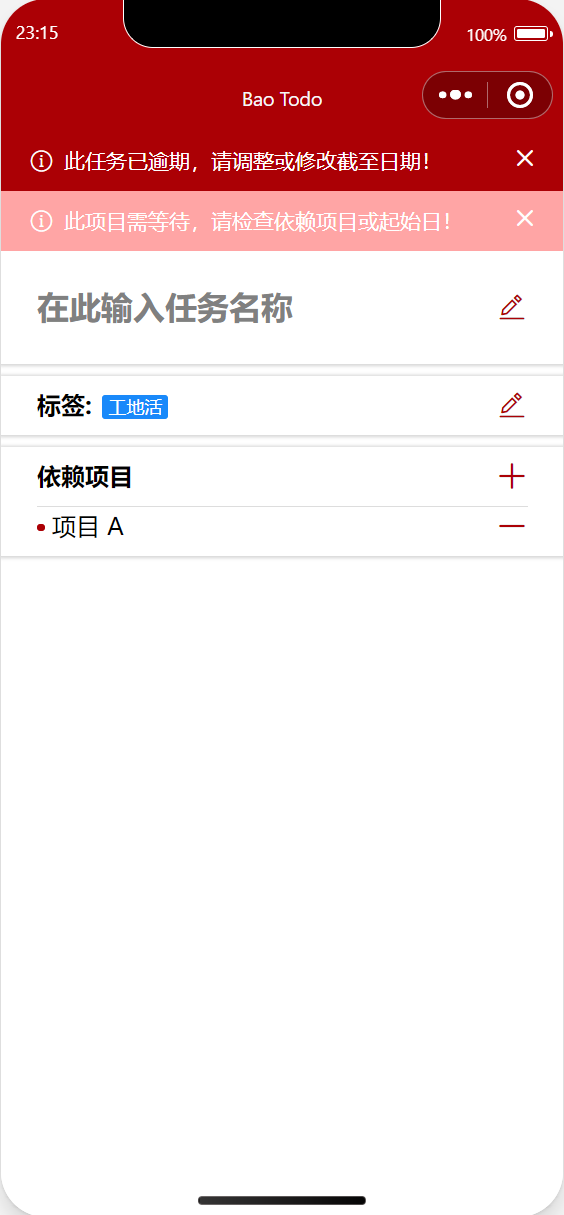 23:15
100%
Bao Todo
此任务已逾期，请调整或修改截至日期！
此项目需等待，请检查依赖项目或起始日！
在此输入任务名称
标签: 工地活
依赖项目
项目 A